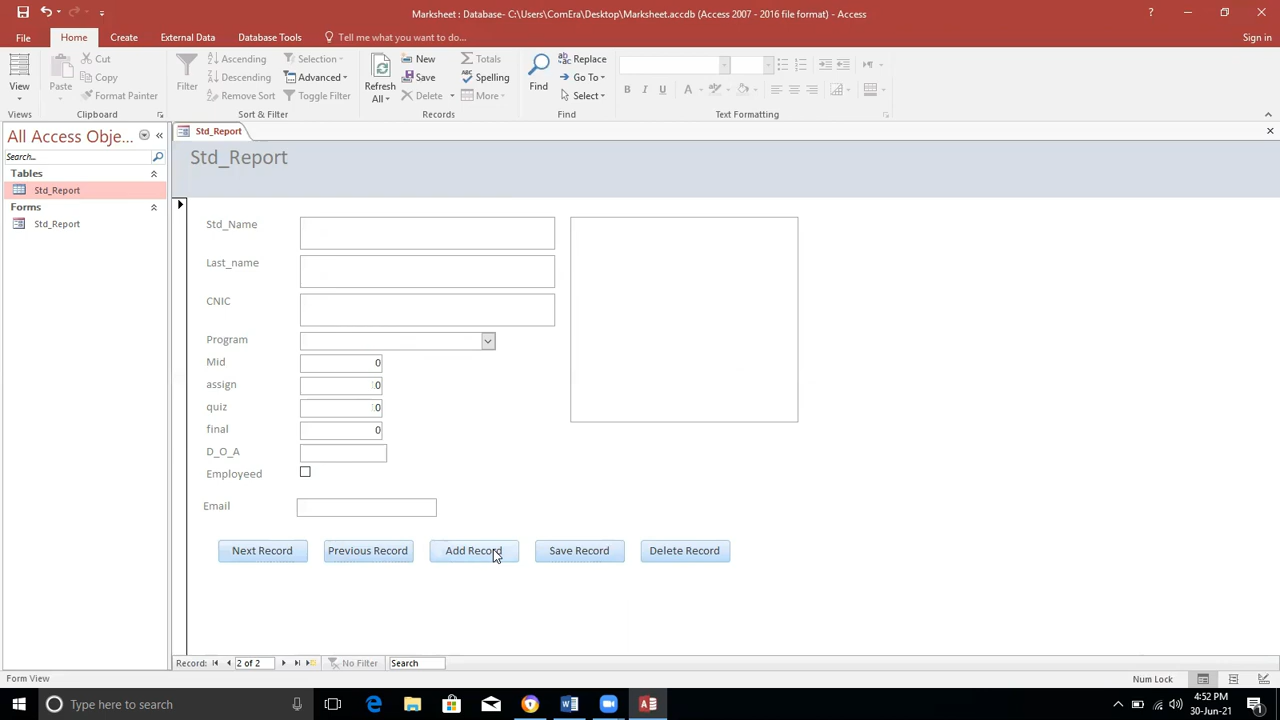 Marksheet : Database- C:\Users\ComEra\Desktop\Marksheet.accdb (Access 2007 - 2016 file format) - Access
?
File Home Create External Data Database Tools Tell me what you want to do... Sign in
View
Views
Paste
Cut
Copy
Format Painter
Clipboard
Filter
Ascending
Descending
Remove Sort
Selection
Advanced
Toggle Filter
Sort & Filter
Refresh All
New
Save
Delete
Totals
Spelling
More
Records
Find
Replace
Go To
Select
Find
B I U A
Text Formatting
All Access Obje...
Search...
Tables
Std_Report
Forms
Std_Report
Std_Report
Std_Report
Std_Name
Last_name
CNIC
Program
Mid 0
assign 0
quiz 0
final 0
D_O_A
Employeed
Email
Next Record Previous Record Add Record Save Record Delete Record
Record: 2 of 2 No Filter Search
Form View Num Lock
Type here to search
4:52 PM
30-Jun-21